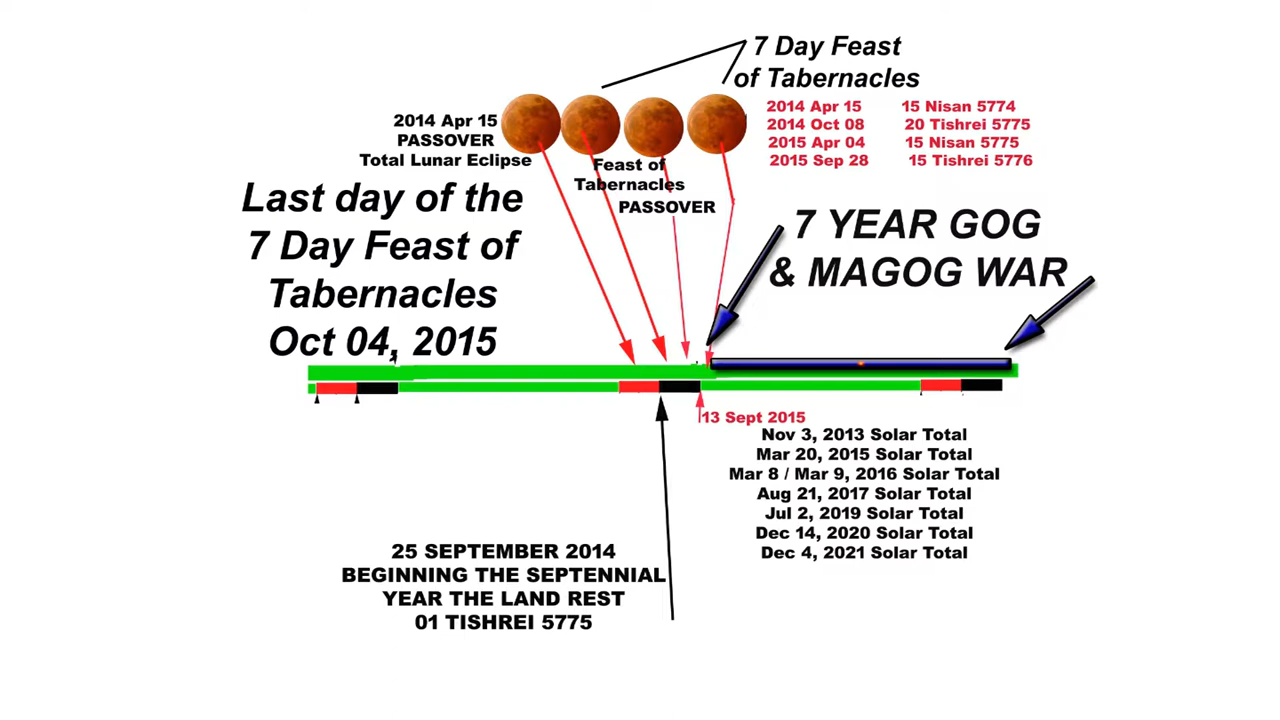 7 Day Feast
of Tabernacles
2014 Apr 15
PASSOVER
Total Lunar Eclipse
2014 Apr 15 15 Nisan 5774
2014 Oct 08 20 Tishrei 5775
2015 Apr 04 15 Nisan 5775
2015 Sep 28 15 Tishrei 5776
Feast of
Tabernacles
PASSOVER
Last day of the
7 Day Feast of
Tabernacles
Oct 04, 2015
7 YEAR GOG
& MAGOG WAR
13 Sept 2015
Nov 3, 2013 Solar Total
Mar 20, 2015 Solar Total
Mar 8 / Mar 9, 2016 Solar Total
Aug 21, 2017 Solar Total
Jul 2, 2019 Solar Total
Dec 14, 2020 Solar Total
Dec 4, 2021 Solar Total
25 SEPTEMBER 2014
BEGINNING THE SEPTENNIAL
YEAR THE LAND REST
01 TISHREI 5775